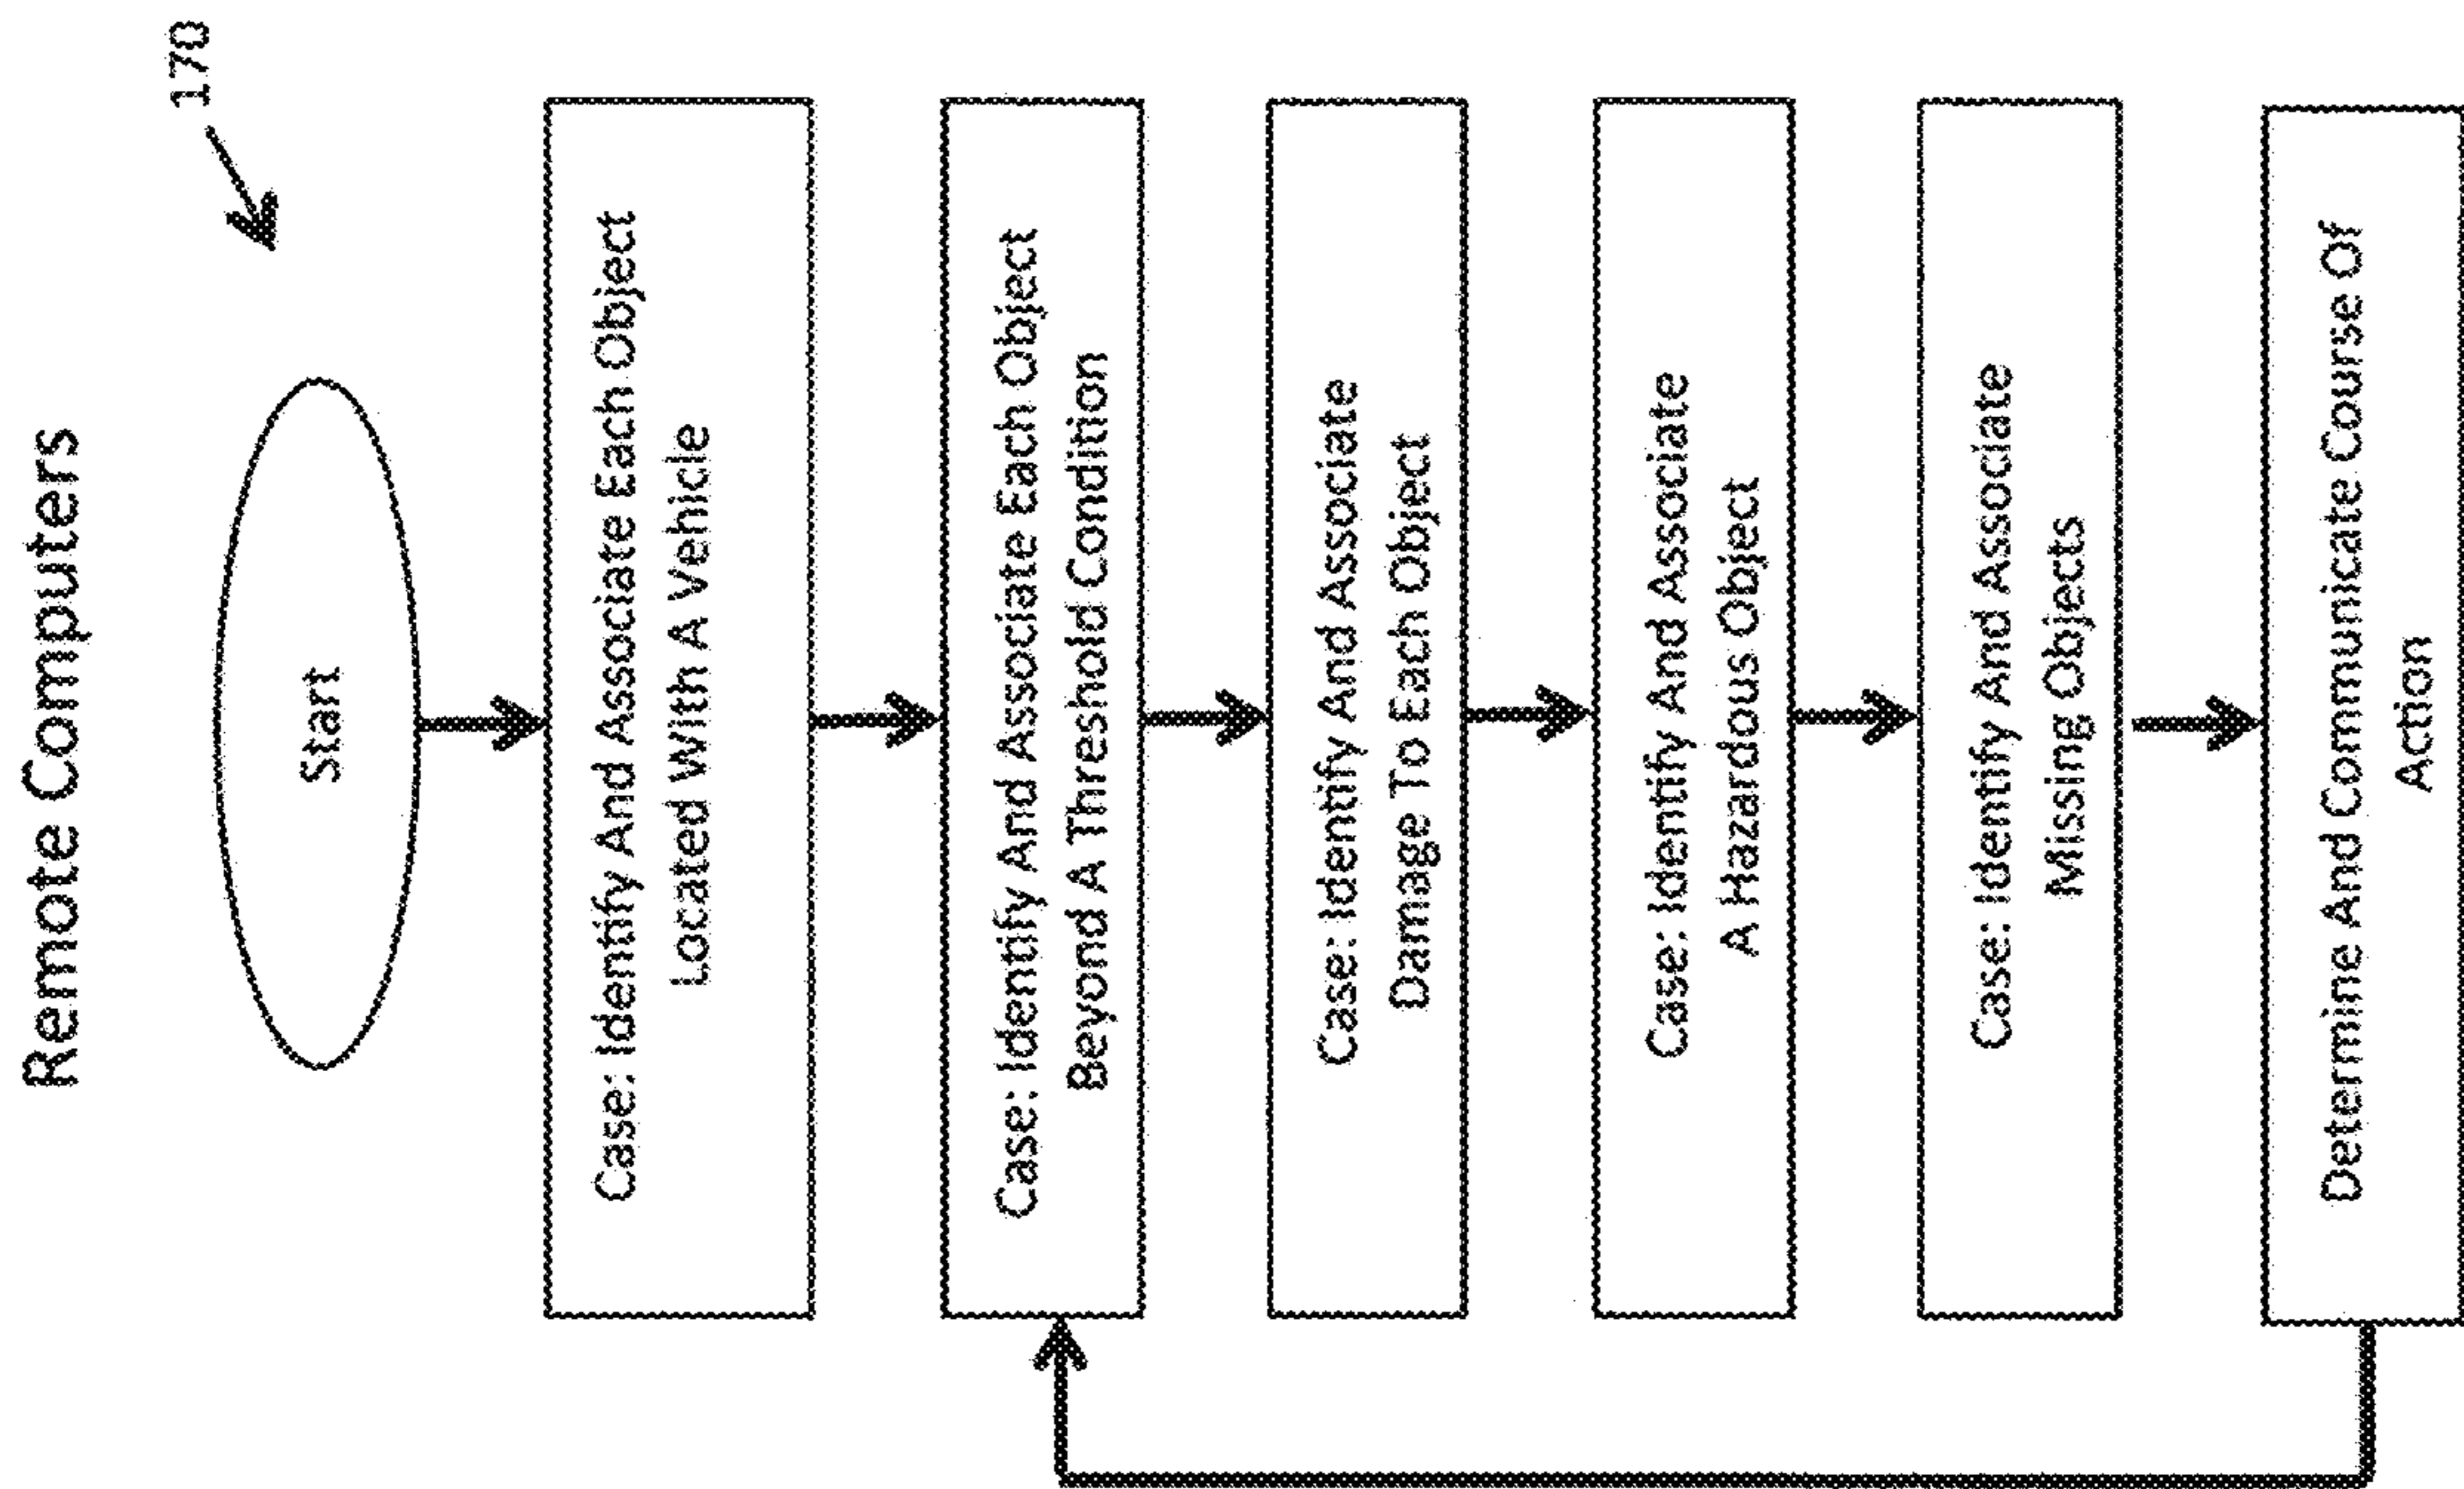 Remote Computers
170
Start
Case: Identify And Associate Each Object
Located With A Vehicle
Case: Identify And Associate Each Object
Beyond A Threshold Condition
Case: Identify And Associate
Damage To Each Object
Case: Identify And Associate
A Hazardous Object
Case: Identify And Associate
Missing Objects
Determine And Communicate Course Of
Action